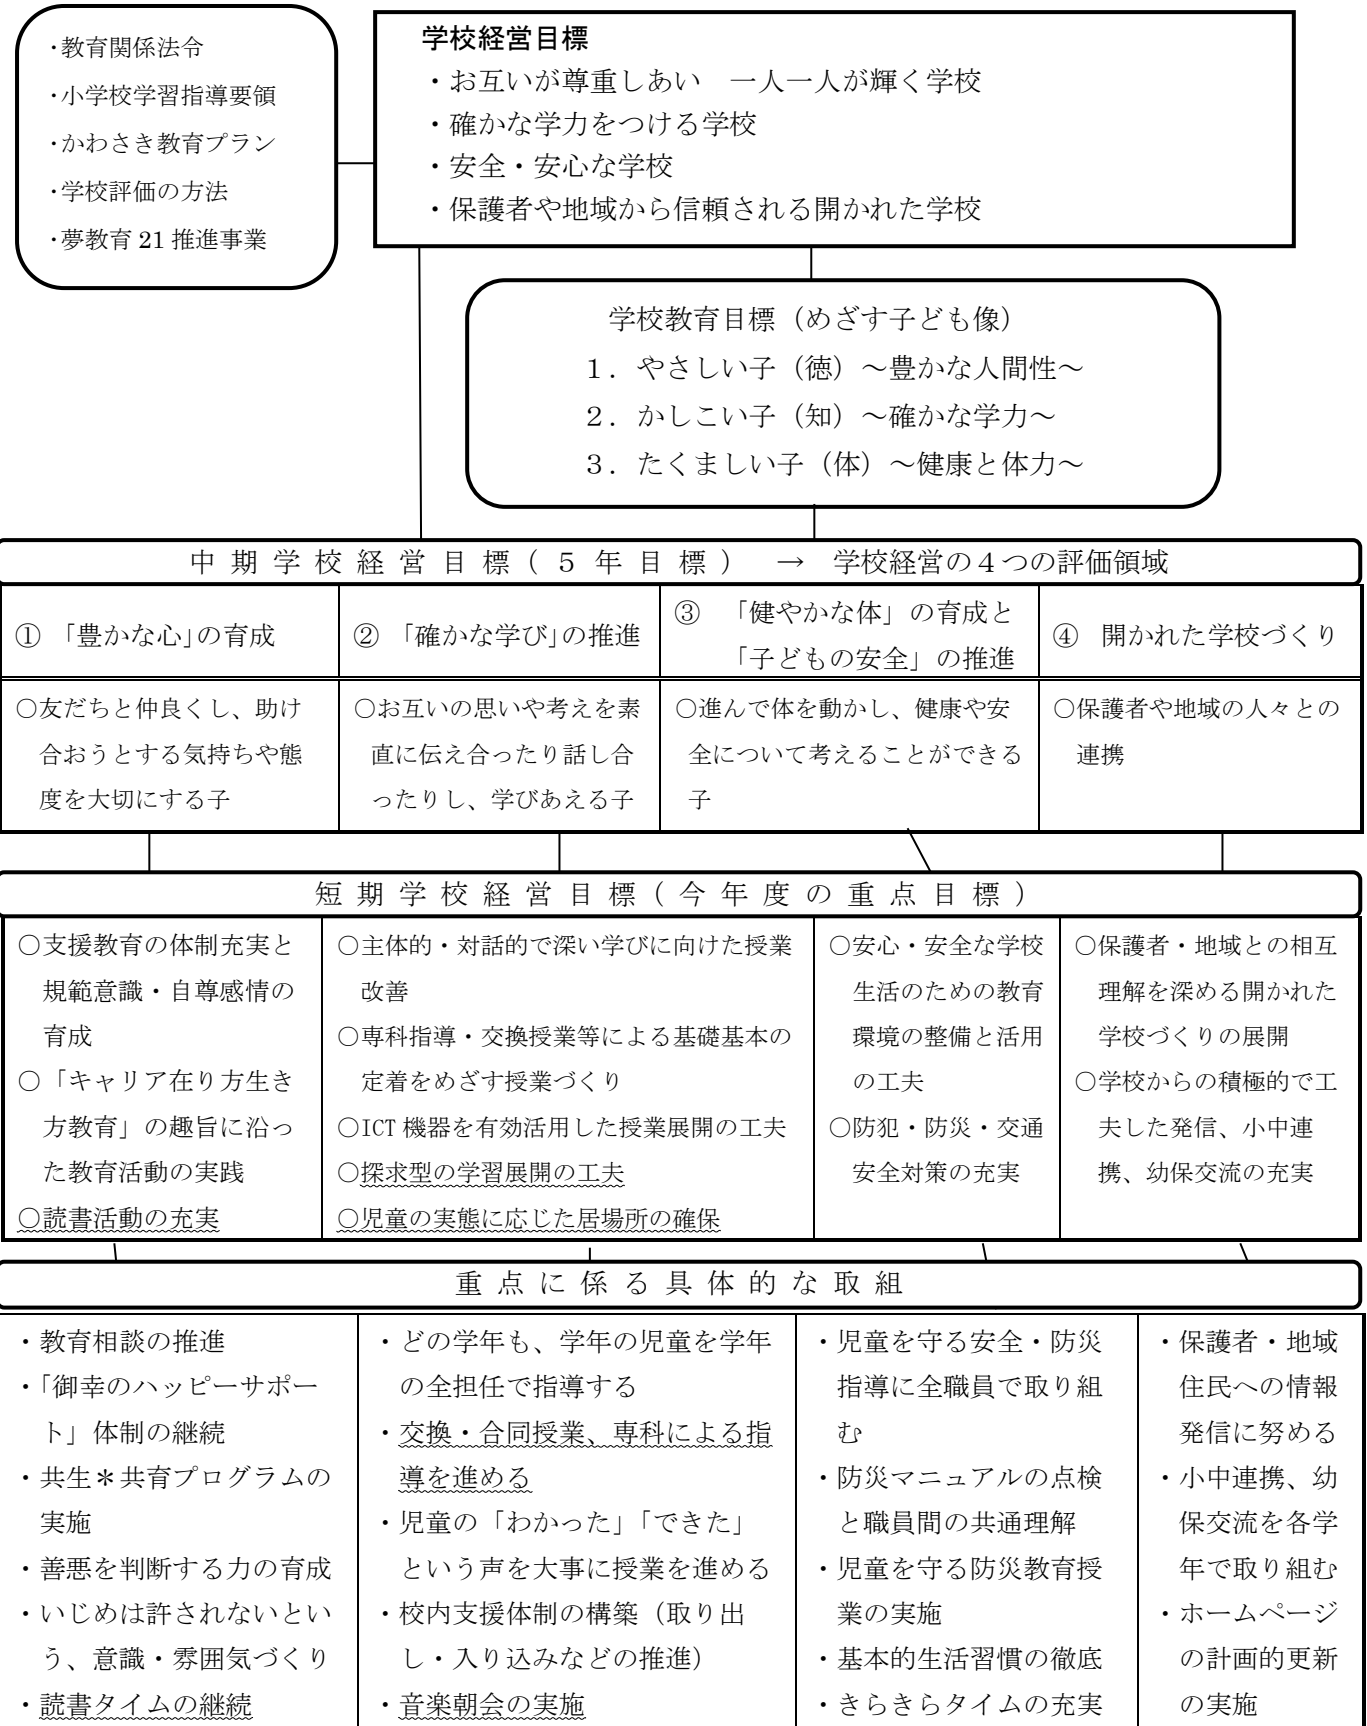 ・教育関係法令
・小学校学習指導要領
・かわさき教育プラン
・学校評価の方法
・夢教育 21 推進事業
学校経営目標
・お互いが尊重しあい　一人一人が輝く学校
・確かな学力をつける学校
・安全・安心な学校
・保護者や地域から信頼される開かれた学校
学校教育目標（めざす子ども像）
１．やさしい子（徳）～豊かな人間性～
２．かしこい子（知）～確かな学力～
３．たくましい子（体）～健康と体力～
中期学校経営目標（５年目標）　→　学校経営の４つの評価領域
① 「豊かな心」の育成
② 「確かな学び」の推進
③ 「健やかな体」の育成と
「子どもの安全」の推進
④ 開かれた学校づくり
○友だちと仲良くし、助け
合おうとする気持ちや態
度を大切にする子
○お互いの思いや考えを素
直に伝え合ったり話し合
ったりし、学びあえる子
○進んで体を動かし、健康や安
全について考えることができる
子
○保護者や地域の人々との
連携
短期学校経営目標（今年度の重点目標）
○支援教育の体制充実と
規範意識・自尊感情の
育成
○「キャリア在り方生き
方教育」の趣旨に沿っ
た教育活動の実践
○読書活動の充実
○主体的・対話的で深い学びに向けた授業
改善
○専科指導・交換授業等による基礎基本の
定着をめざす授業づくり
○ICT 機器を有効活用した授業展開の工夫
○探求型の学習展開の工夫
○児童の実態に応じた居場所の確保
○安心・安全な学校
生活のための教育
環境の整備と活用
の工夫
○防犯・防災・交通
安全対策の充実
○保護者・地域との相互
理解を深める開かれた
学校づくりの展開
○学校からの積極的で工
夫した発信、小中連
携、幼保交流の充実
重点に係る具体的な取組
・教育相談の推進
・「御幸のハッピーサポー
ト」体制の継続
・共生＊共育プログラムの
実施
・善悪を判断する力の育成
・いじめは許されないとい
う、意識・雰囲気づくり
・読書タイムの継続
・どの学年も、学年の児童を学年
の全担任で指導する
・交換・合同授業、専科による指
導を進める
・児童の「わかった」「できた」
という声を大事に授業を進める
・校内支援体制の構築（取り出
し・入り込みなどの推進）
・音楽朝会の実施
・児童を守る安全・防災
指導に全職員で取り組
む
・防災マニュアルの点検
と職員間の共通理解
・児童を守る防災教育授
業の実施
・基本的生活習慣の徹底
・きらきらタイムの充実
・保護者・地域
住民への情報
発信に努める
・小中連携、幼
保交流を各学
年で取り組む
・ホームページ
の計画的更新
の実施